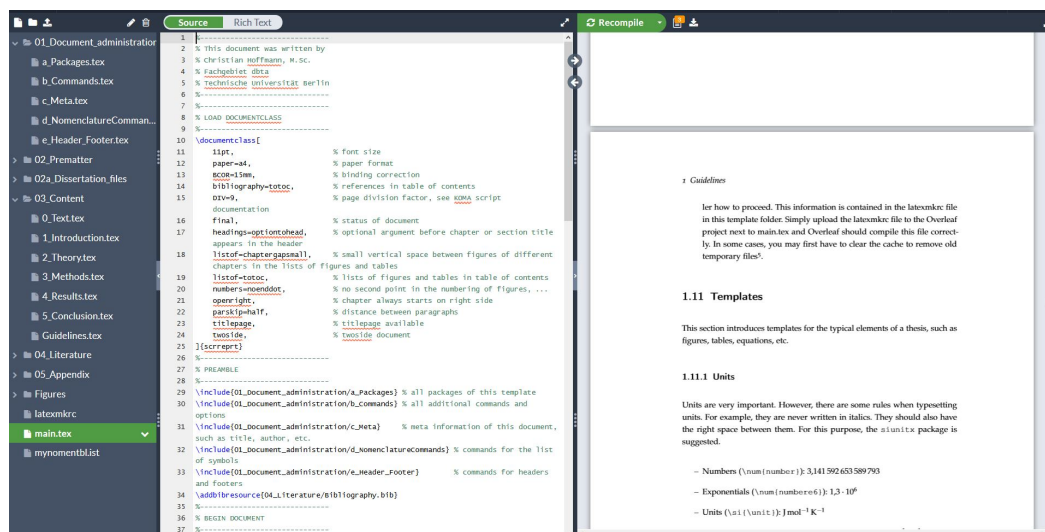 Source Rich Text
Recompile
01_Document_administration
a_Packages.tex
b_Commands.tex
c_Meta.tex
d_NomenclatureComman...
e_Header_Footer.tex
02_Prematter
02a_Dissertation_files
03_Content
0_Text.tex
1_Introduction.tex
2_Theory.tex
3_Methods.tex
4_Results.tex
5_Conclusion.tex
Guidelines.tex
04_Literature
05_Appendix
Figures
latexmkrc
main.tex
mynomentbl.ist
1 %----------------------------
2 % This document was written by
3 % Christian Hoffmann, M.Sc.
4 % Fachgebiet dbta
5 % Technische Universität Berlin
6 %----------------------------
7 %----------------------------
8 % LOAD DOCUMENTCLASS
9 %----------------------------
10 \documentclass[
11 11pt, % font size
12 paper=a4, % paper format
13 BCOR=15mm, % binding correction
14 bibliography=totoc, % references in table of contents
15 DIV=9, % page division factor, see KOMA script
documentation
16 final, % status of document
17 headings=optiontohead, % optional argument before chapter or section title
appears in the header
18 listof=chaptergapsmall, % small vertical space between figures of different
chapters in the lists of figures and tables
19 listof=totoc, % lists of figures and tables in table of contents
20 numbers=noenddot, % no second point in the numbering of figures, ...
21 openright, % chapter always starts on right side
22 parskip=half, % distance between paragraphs
23 titlepage, % titlepage available
24 twoside, % twoside document
25 ]{scrreprt}
26 %----------------------------
27 % PREAMBLE
28 %----------------------------
29 \include{01_Document_administration/a_Packages} % all packages of this template
30 \include{01_Document_administration/b_Commands} % all additional commands and
options
31 \include{01_Document_administration/c_Meta} % meta information of this document,
such as title, author, etc.
32 \include{01_Document_administration/d_NomenclatureCommands} % commands for the list
of symbols
33 \include{01_Document_administration/e_Header_Footer} % commands for headers
and footers
34 \addbibresource{04_Literature/Bibliography.bib}
35 %----------------------------
36 % BEGIN DOCUMENT
37 %----------------------------
1 Guidelines
ler how to proceed. This information is contained in the latexmkrc file
in this template folder. Simply upload the latexmkrc file to the Overleaf
project next to main.tex and Overleaf should compile this file correct-
ly. In some cases, you may first have to clear the cache to remove old
temporary files⁵.
1.11 Templates
This section introduces templates for the typical elements of a thesis, such as
figures, tables, equations, etc.
1.11.1 Units
Units are very important. However, there are some rules when typesetting
units. For example, they are never written in italics. They should also have
the right space between them. For this purpose, the siunitx package is
suggested.
– Numbers (\num{number}): 3,141 592 653 589 793
– Exponentials (\num{numbere6}): 1,3 · 10⁶
– Units (\si{\unit}): J mol⁻¹ K⁻¹